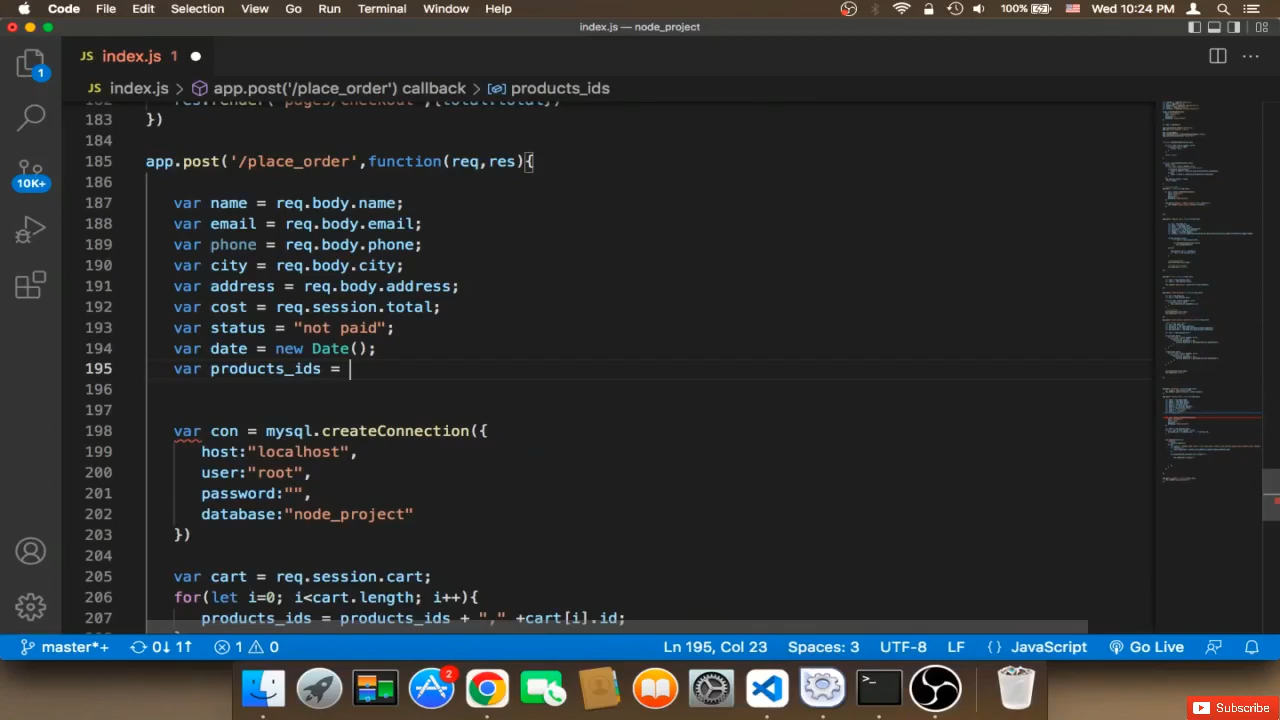 Code File Edit Selection View Go Run Terminal Window Help 100% Wed 10:24 PM
index.js — node_project
JS index.js 1
1
JS index.js > app.post('/place_order') callback > products_ids
183 })
184
185 app.post('/place_order',function(req,res){
186
187 var name = req.body.name;
188 var email = req.body.email;
189 var phone = req.body.phone;
190 var city = req.body.city;
191 var address = req.body.address;
192 var cost = req.session.total;
193 var status = "not paid";
194 var date = new Date();
195 var products_ids =
196
197
198 var con = mysql.createConnection({
199 host:"localhost",
200 user:"root",
201 password:"",
202 database:"node_project"
203 })
204
205 var cart = req.session.cart;
206 for(let i=0; i<cart.length; i++){
207 products_ids = products_ids + "," +cart[i].id;
10K+
master*+ 0↓ 1↑ 1 0 Ln 195, Col 23 Spaces: 3 UTF-8 LF {} JavaScript Go Live
2
Subscribe